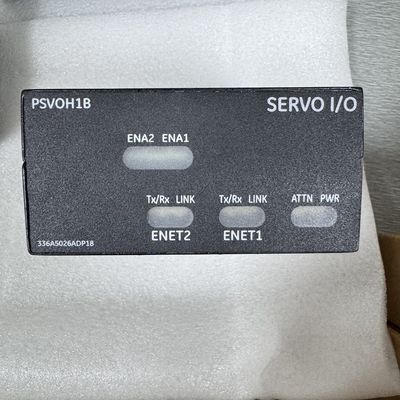 PSVOH1B SERVO I/O
ENA2 ENA1
Tx/Rx LINK Tx/Rx LINK ATTN PWR
ENET2 ENET1
336A5026ADP18